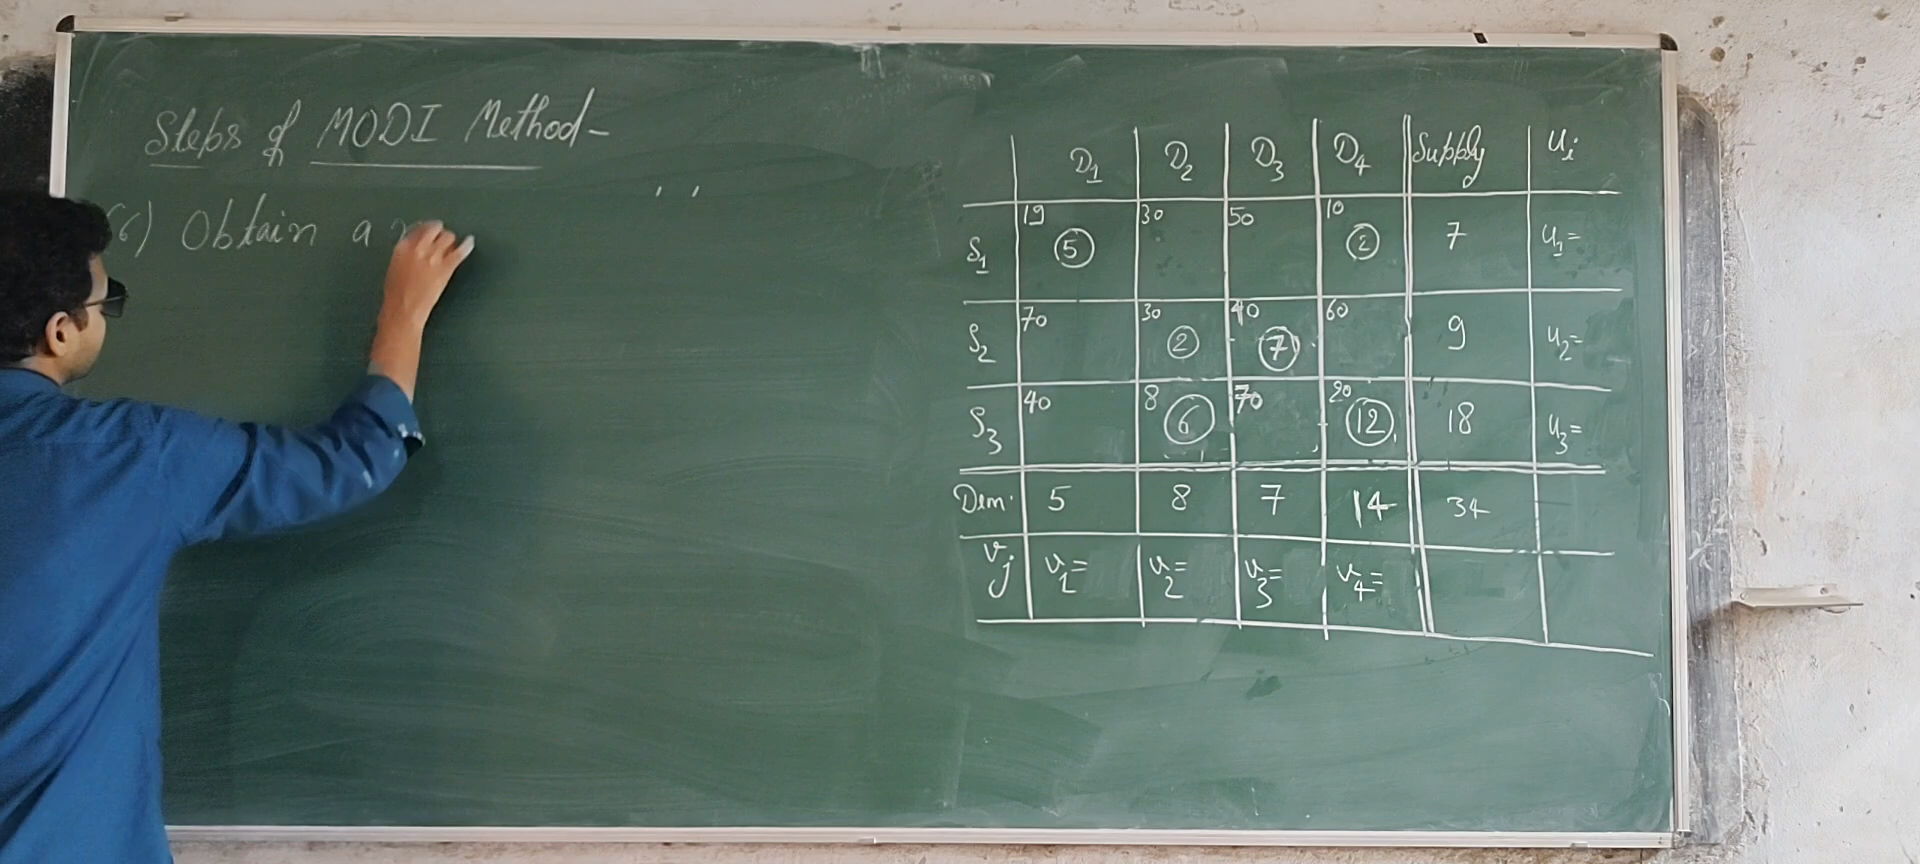 Steps of MODI Method-
(6) Obtain a
D1 D2 D3 D4 Supply ui
S1 19 5 30 50 10 2 7 u1=
S2 70 30 2 40 7 60 9 u2=
S3 40 8 6 70 20 12 18 u3=
Dem. 5 8 7 14 34
vj v1= v2= v3= v4=